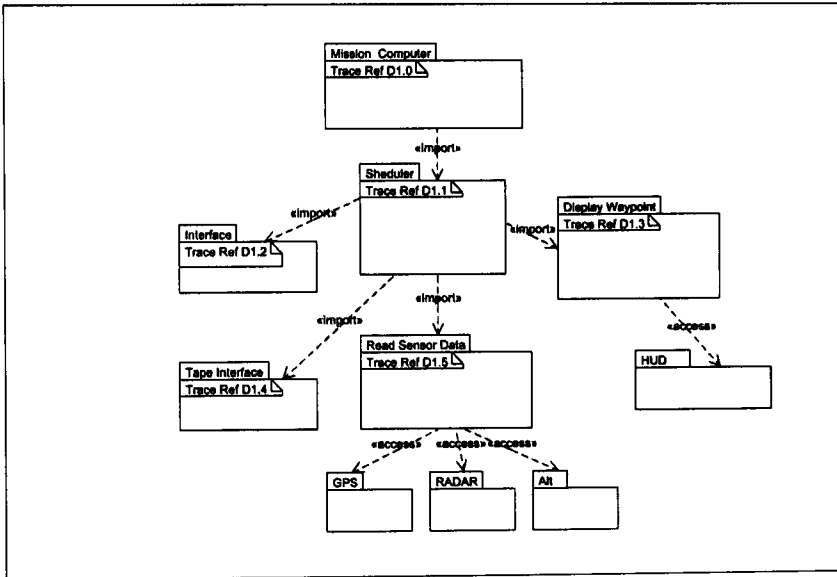 Mission Computer
Trace Ref D1.0
«import»
Sheduler
Trace Ref D1.1
«import»
Display Waypoint
Trace Ref D1.3
«import»
Interface
Trace Ref D1.2
«import»
«import»
«access»
Read Sensor Data
Trace Ref D1.5
HUD
Tape Interface
Trace Ref D1.4
«access» «access» «access»
GPS
RADAR
Alt